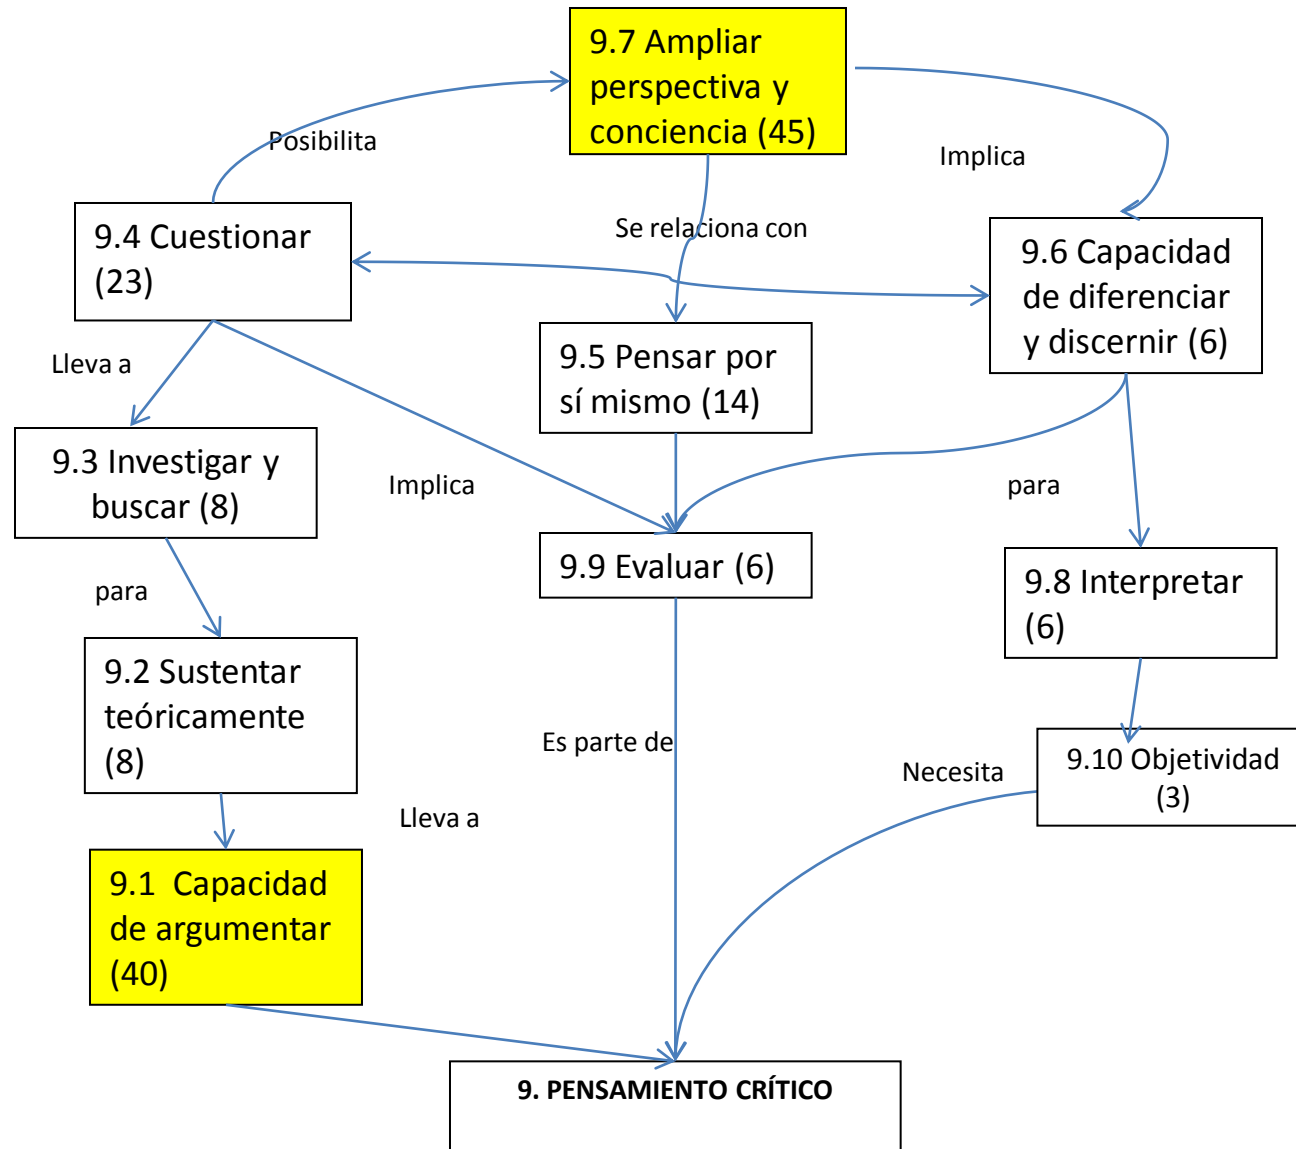 9.7 Ampliar
perspectiva y
conciencia (45)
Posibilita
Implica
9.4 Cuestionar
(23)
Se relaciona con
9.6 Capacidad
de diferenciar
y discernir (6)
Lleva a
9.5 Pensar por
sí mismo (14)
9.3 Investigar y
buscar (8)
Implica
para
9.9 Evaluar (6)
9.8 Interpretar
(6)
para
9.2 Sustentar
teóricamente
(8)
Es parte de
9.10 Objetividad
(3)
Necesita
Lleva a
9.1 Capacidad
de argumentar
(40)
9. PENSAMIENTO CRÍTICO